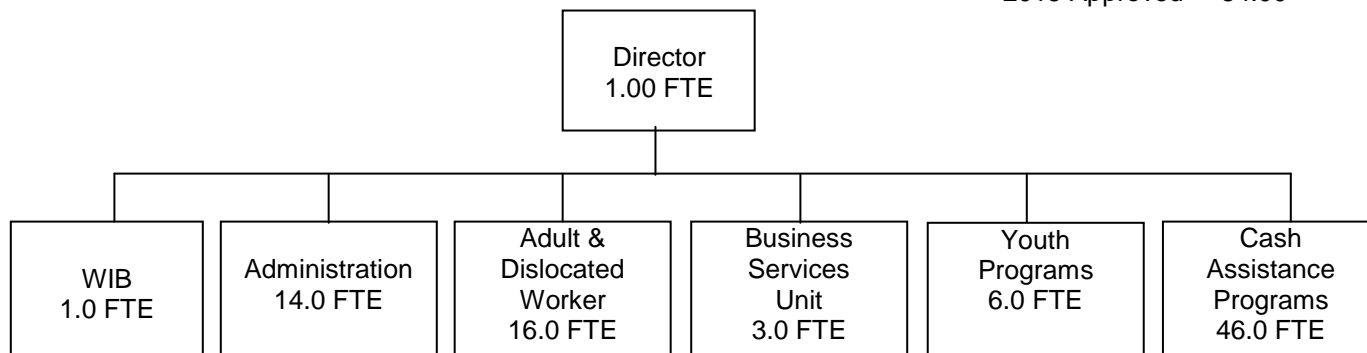 Director
1.00 FTE
WIB
1.0 FTE
Administration
14.0 FTE
Adult &
Dislocated
Worker
16.0 FTE
Business
Services
Unit
3.0 FTE
Youth
Programs
6.0 FTE
Cash
Assistance
Programs
46.0 FTE